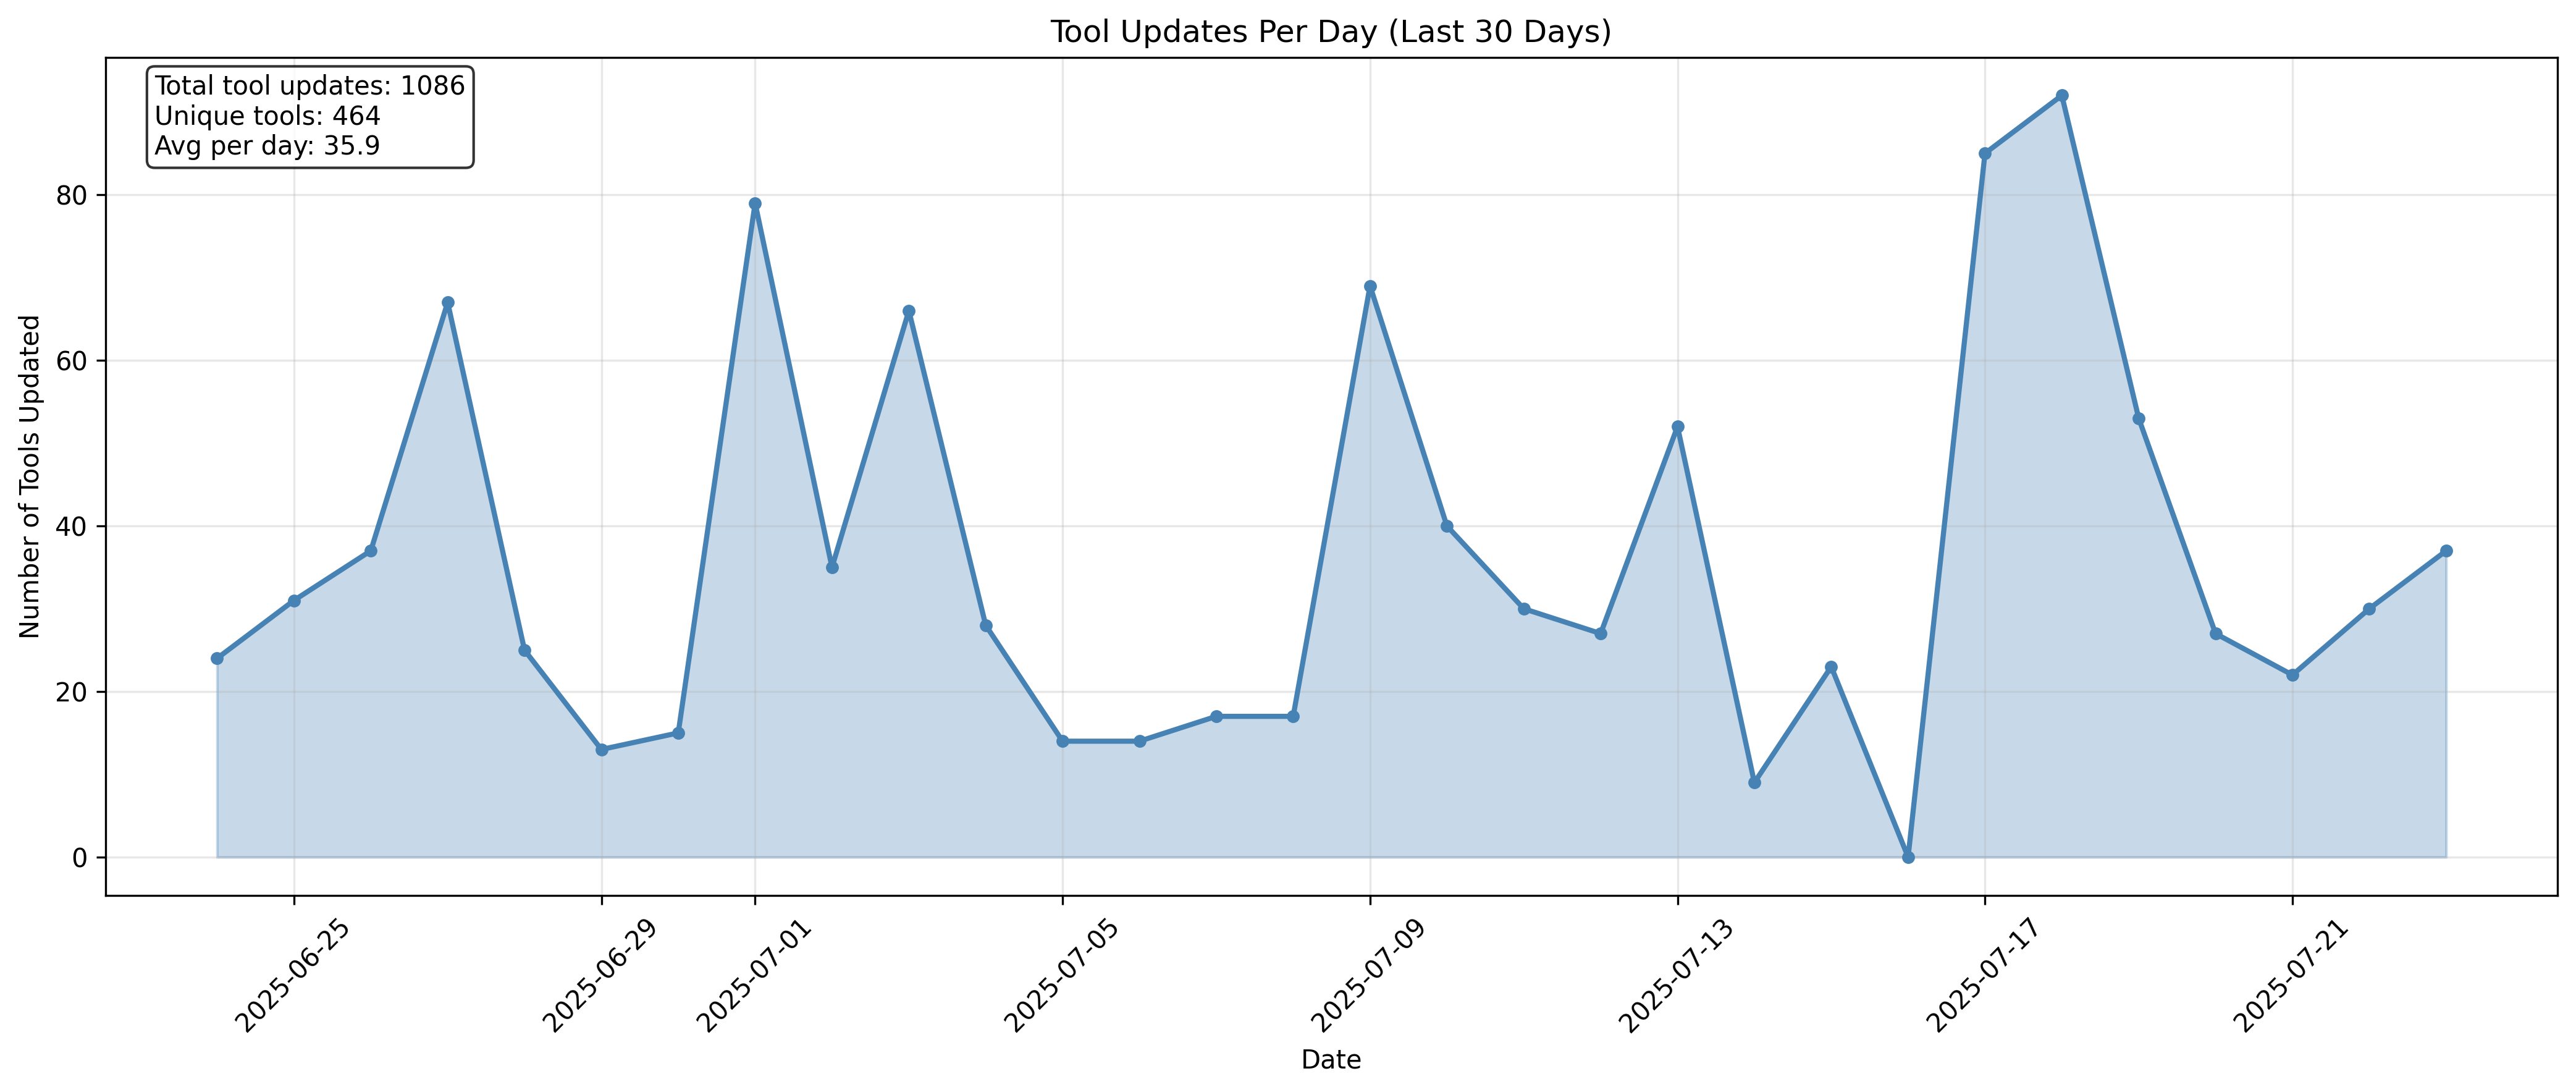 Tool Updates Per Day (Last 30 Days)
Total tool updates: 1086
Unique tools: 464
Avg per day: 35.9
Number of Tools Updated
80
60
40
20
0
2025-06-25
2025-06-29
2025-07-01
2025-07-05
2025-07-09
2025-07-13
2025-07-17
2025-07-21
Date